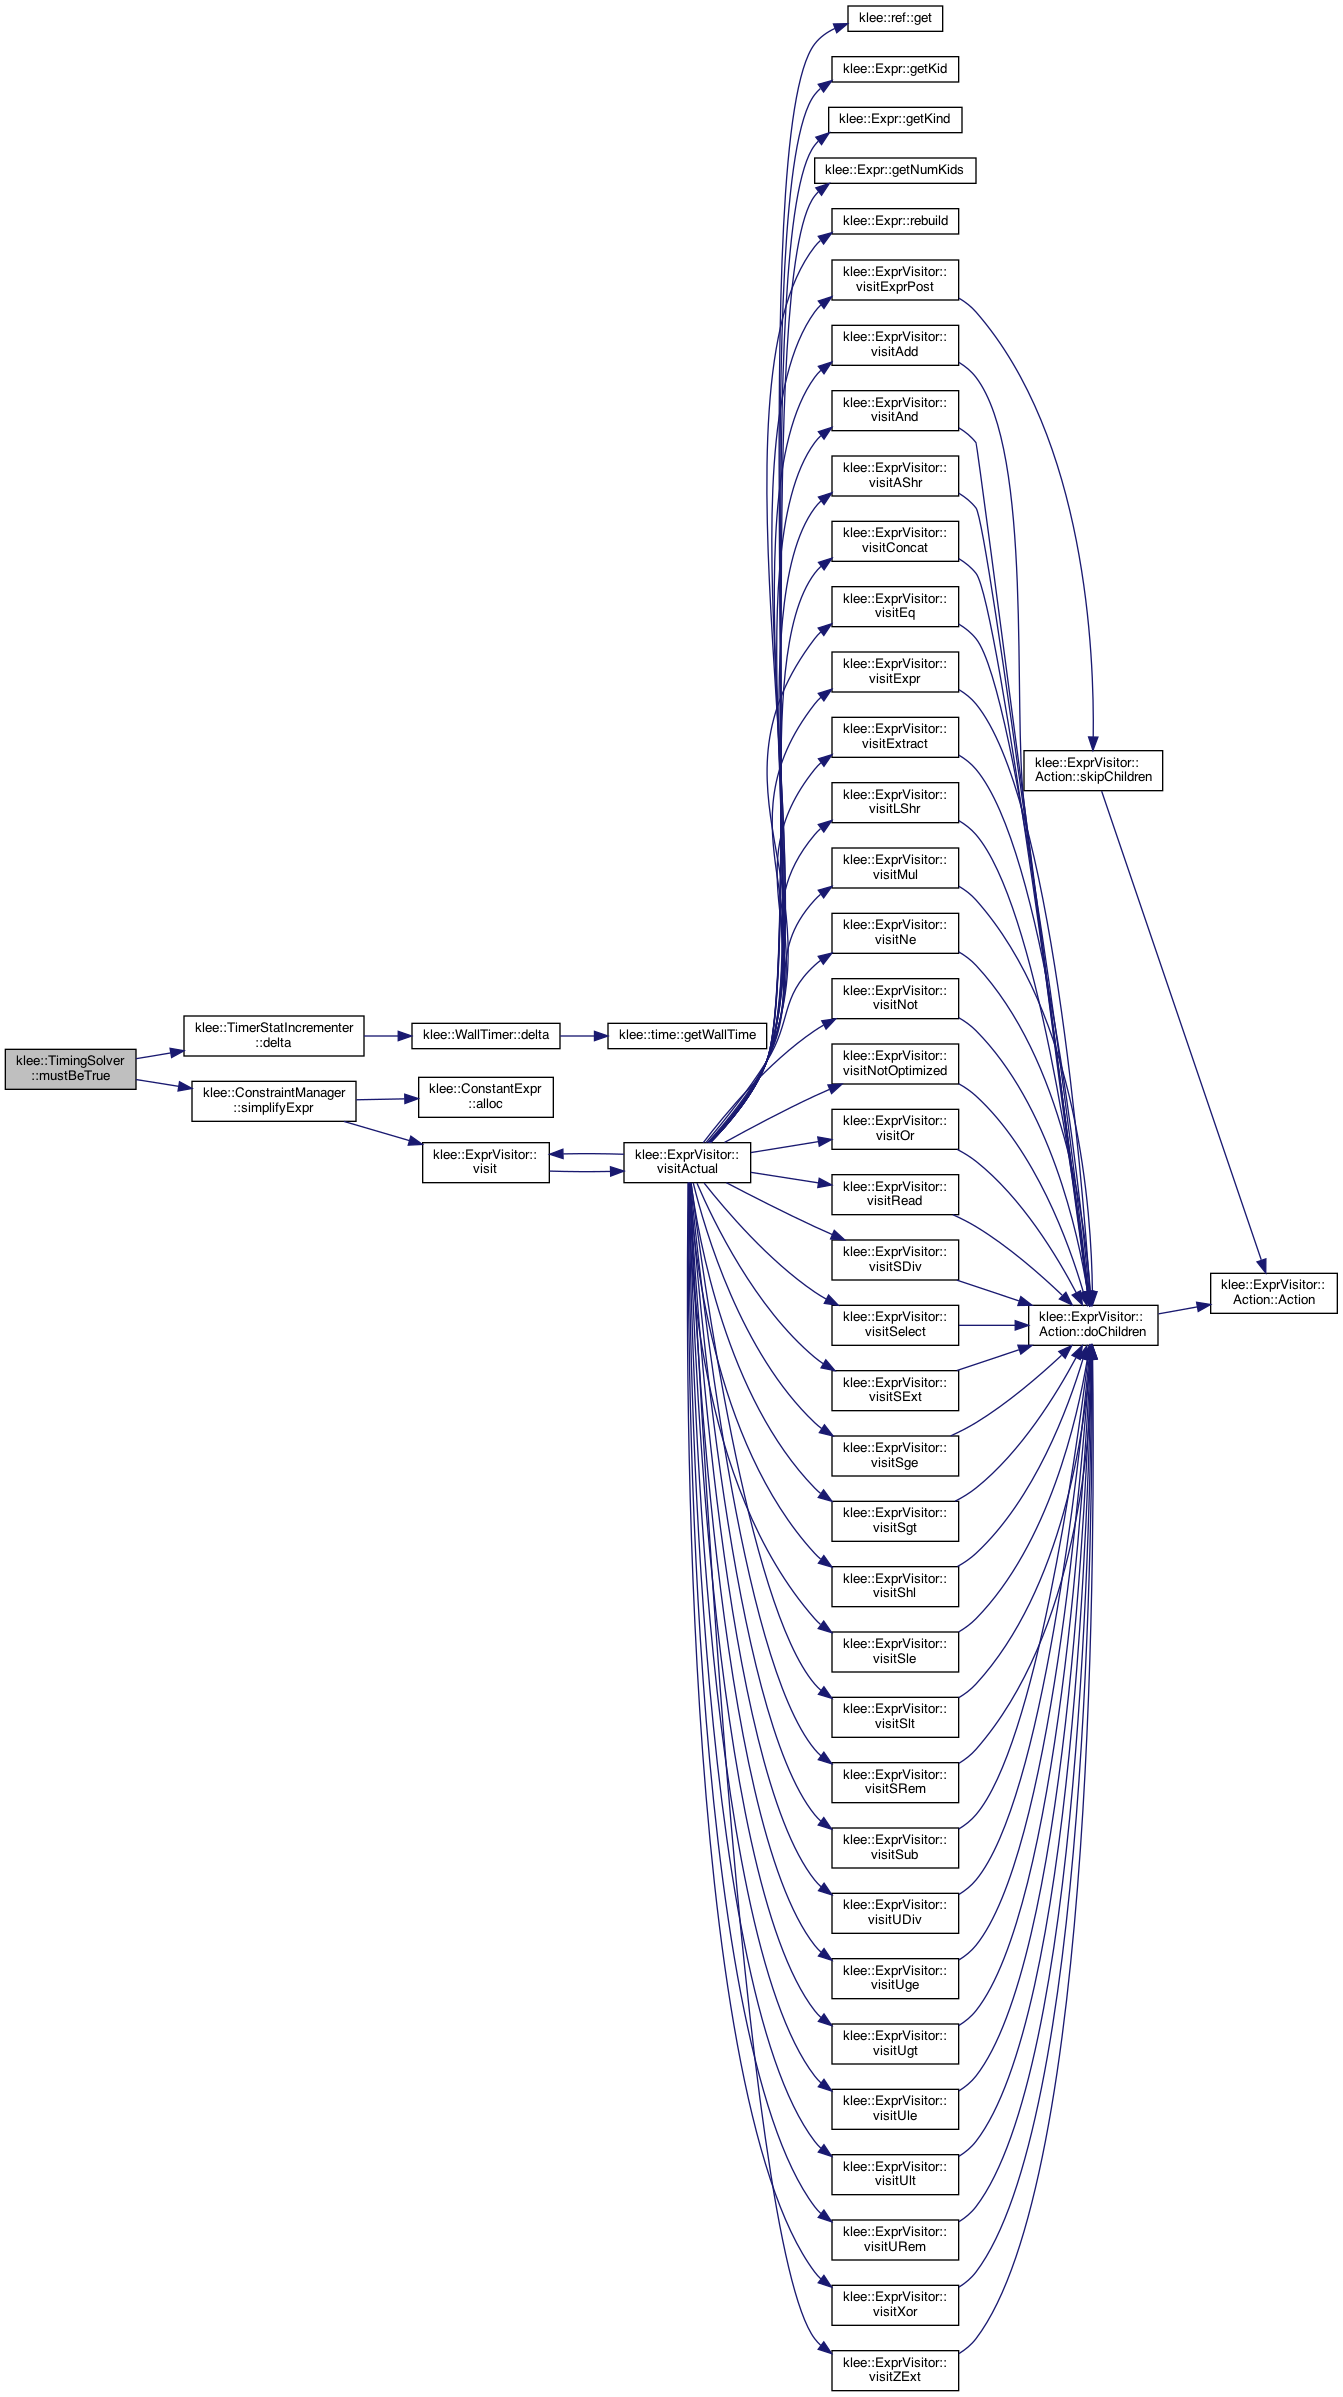 klee::TimingSolver
::mustBeTrue
klee::TimerStatIncrementer
::delta
klee::ConstraintManager
::simplifyExpr
klee::WallTimer::delta
klee::ConstantExpr
::alloc
klee::ExprVisitor::
visit
klee::time::getWallTime
klee::ExprVisitor::
visitActual
klee::ref::get
klee::Expr::getKid
klee::Expr::getKind
klee::Expr::getNumKids
klee::Expr::rebuild
klee::ExprVisitor::
visitExprPost
klee::ExprVisitor::
visitAdd
klee::ExprVisitor::
visitAnd
klee::ExprVisitor::
visitAShr
klee::ExprVisitor::
visitConcat
klee::ExprVisitor::
visitEq
klee::ExprVisitor::
visitExpr
klee::ExprVisitor::
visitExtract
klee::ExprVisitor::
visitLShr
klee::ExprVisitor::
visitMul
klee::ExprVisitor::
visitNe
klee::ExprVisitor::
visitNot
klee::ExprVisitor::
visitNotOptimized
klee::ExprVisitor::
visitOr
klee::ExprVisitor::
visitRead
klee::ExprVisitor::
visitSDiv
klee::ExprVisitor::
visitSelect
klee::ExprVisitor::
visitSExt
klee::ExprVisitor::
visitSge
klee::ExprVisitor::
visitSgt
klee::ExprVisitor::
visitShl
klee::ExprVisitor::
visitSle
klee::ExprVisitor::
visitSlt
klee::ExprVisitor::
visitSRem
klee::ExprVisitor::
visitSub
klee::ExprVisitor::
visitUDiv
klee::ExprVisitor::
visitUge
klee::ExprVisitor::
visitUgt
klee::ExprVisitor::
visitUle
klee::ExprVisitor::
visitUlt
klee::ExprVisitor::
visitURem
klee::ExprVisitor::
visitXor
klee::ExprVisitor::
visitZExt
klee::ExprVisitor::
Action::skipChildren
klee::ExprVisitor::
Action::doChildren
klee::ExprVisitor::
Action::Action